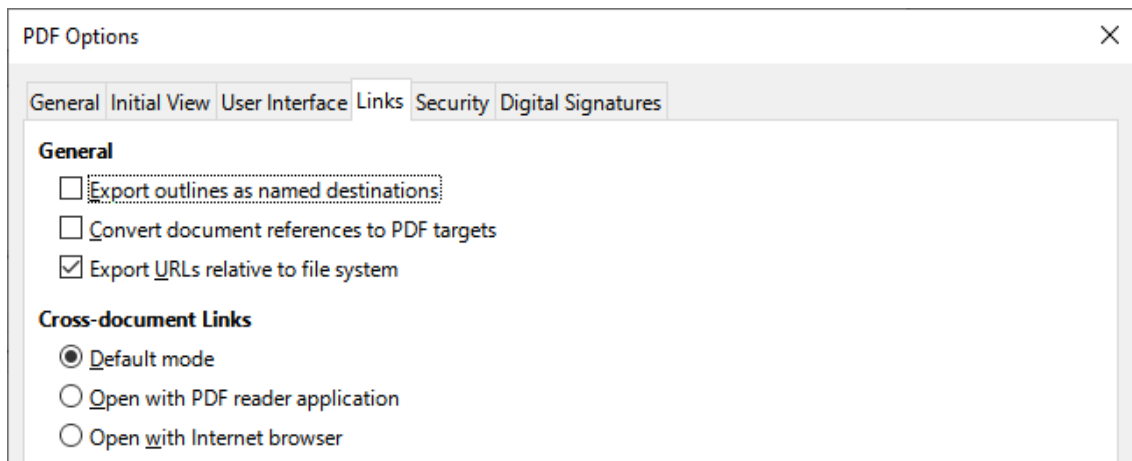 PDF Options
General Initial View User Interface Links Security Digital Signatures
General
Export outlines as named destinations
Convert document references to PDF targets
Export URLs relative to file system
Cross-document Links
Default mode
Open with PDF reader application
Open with Internet browser